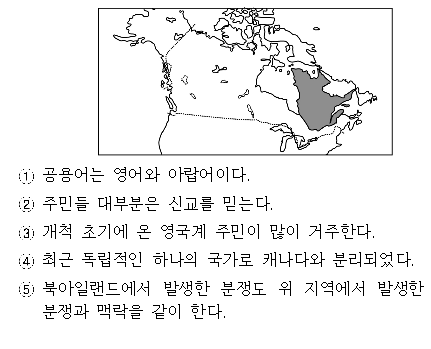 ① 공용어는 영어와 아랍어이다.
② 주민들 대부분은 신교를 믿는다.
③ 개척 초기에 온 영국계 주민이 많이 거주한다.
④ 최근 독립적인 하나의 국가로 캐나다와 분리되었다.
⑤ 북아일랜드에서 발생한 분쟁도 위 지역에서 발생한
분쟁과 맥락을 같이 한다.